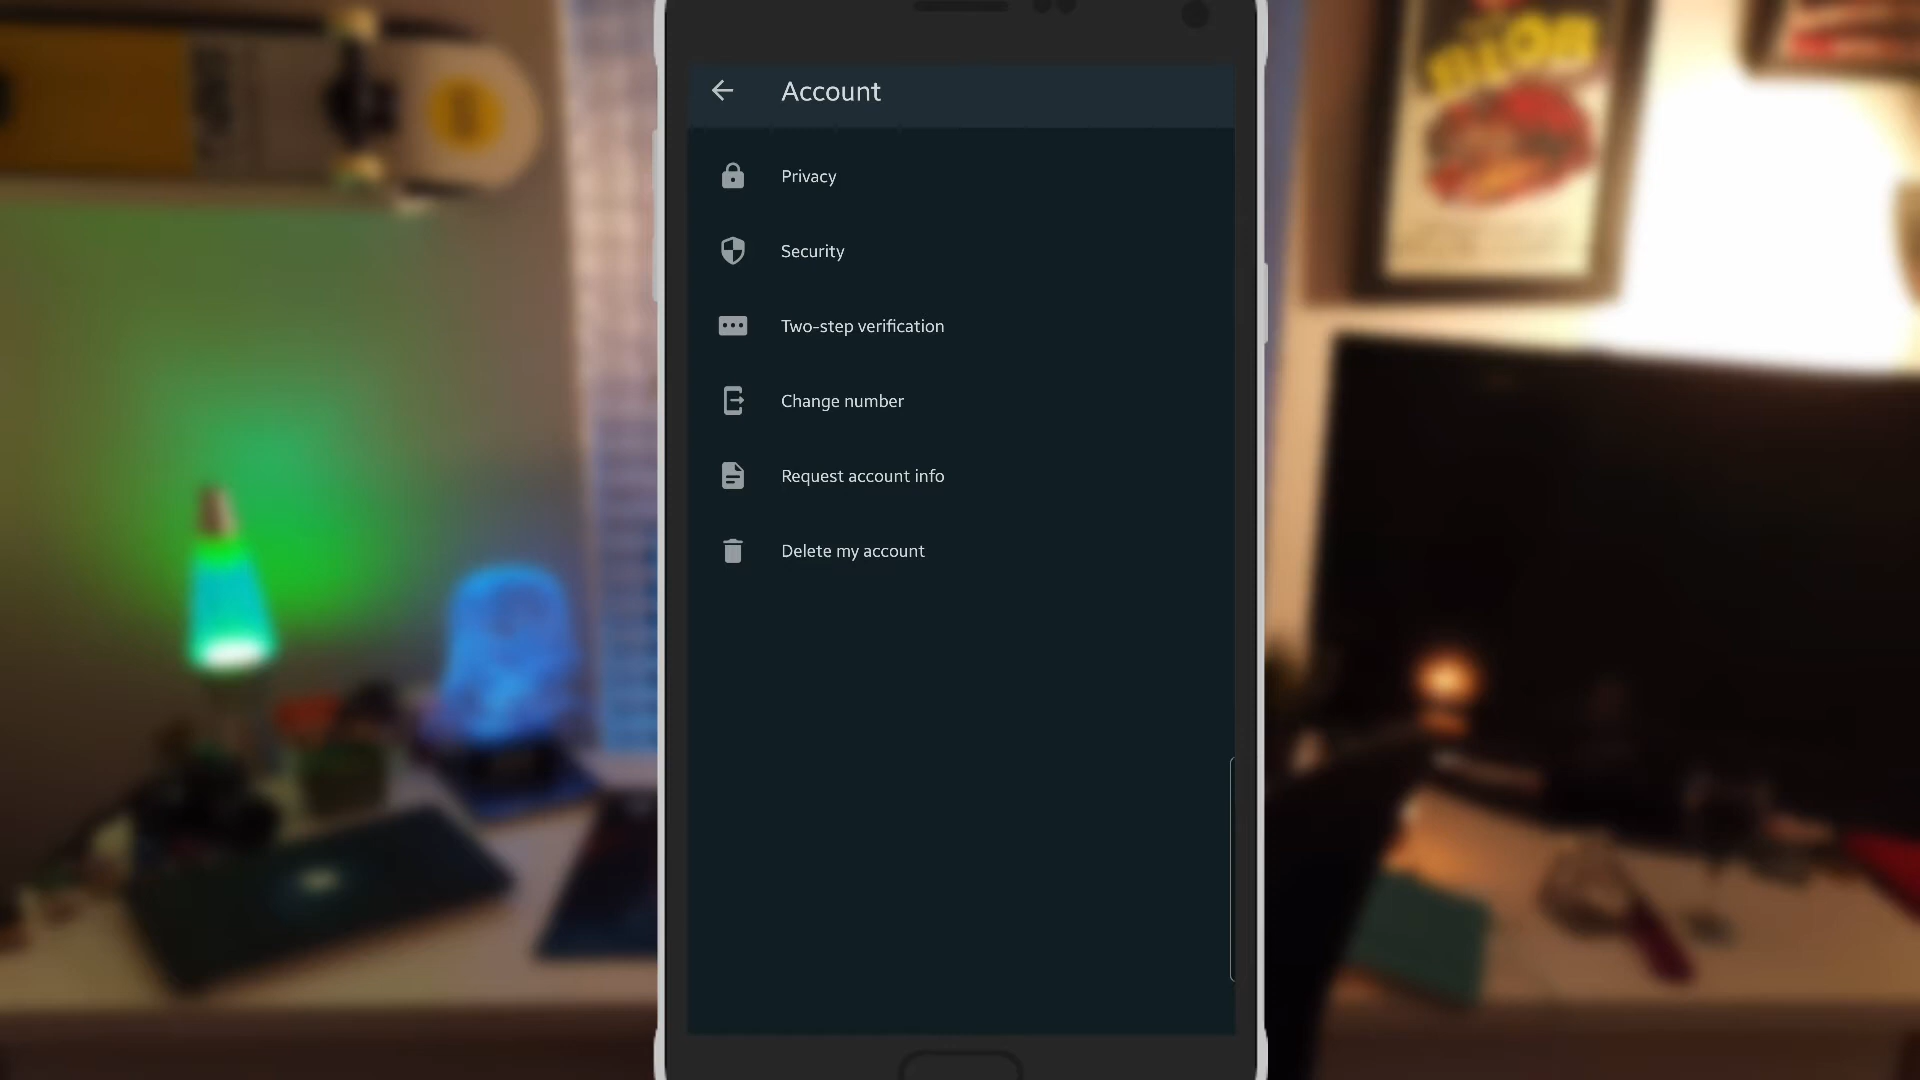 Account
Privacy
Security
Two-step verification
Change number
Request account info
Delete my account